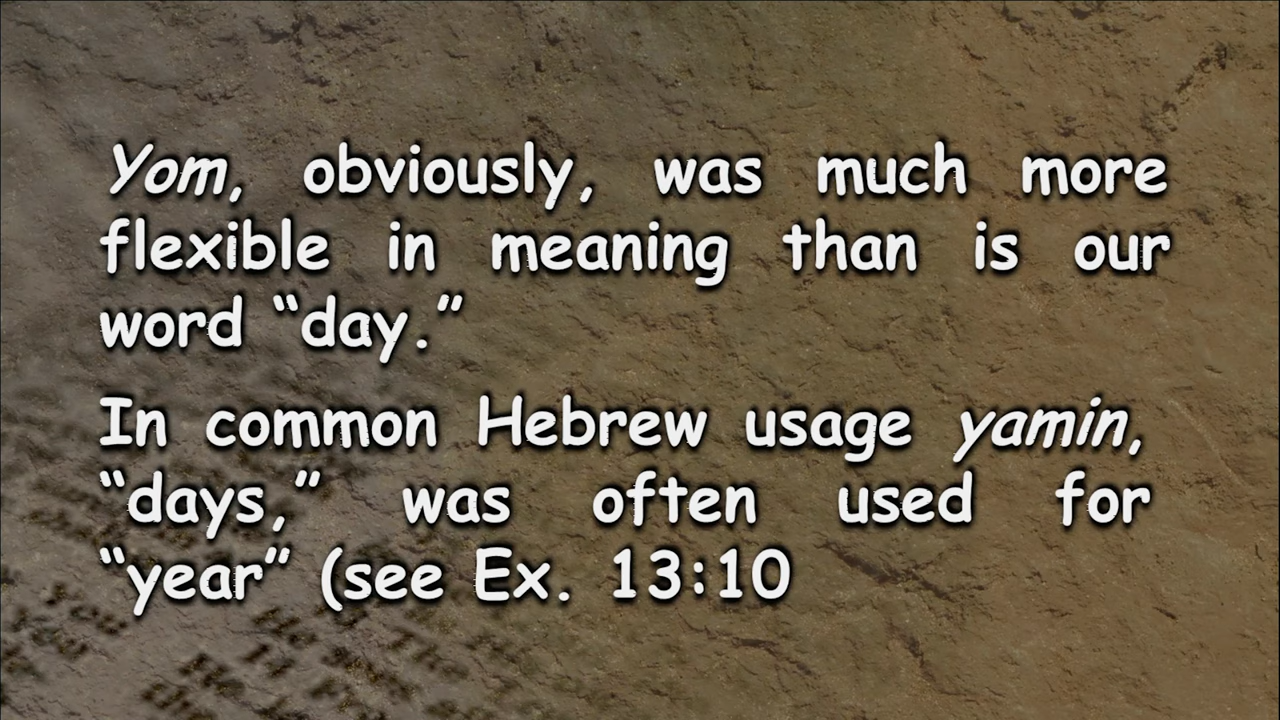 Yom, obviously, was much more
flexible in meaning than is our
word “day.”
In common Hebrew usage yamin,
“days,” was often used for
“year” (see Ex. 13:10